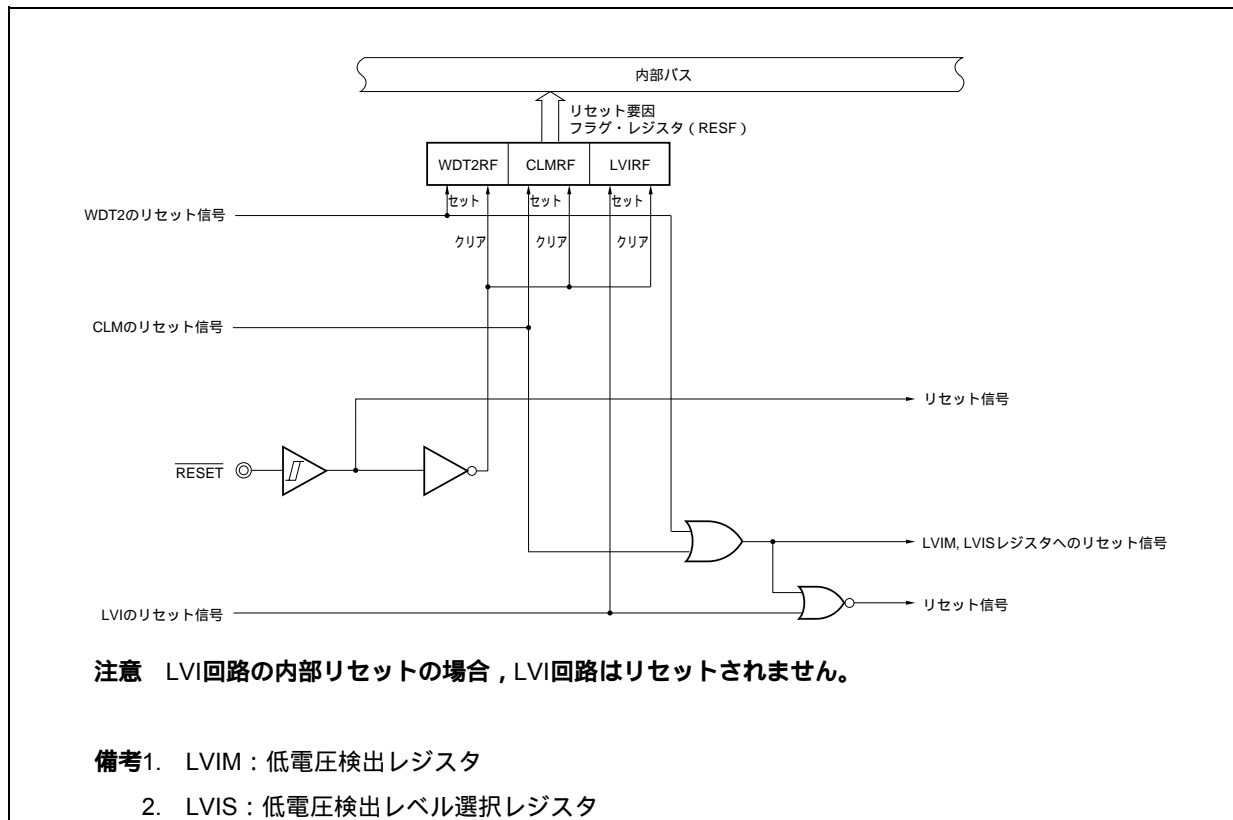 内部バス
リセット要因
フラグ・レジスタ（RESF）
WDT2RF CLMRF LVIRF
セット セット セット
WDT2のリセット信号
クリア クリア クリア
CLMのリセット信号
リセット信号
RESET
LVIM, LVISレジスタへのリセット信号
リセット信号
LVIのリセット信号
注意 LVI回路の内部リセットの場合，LVI回路はリセットされません。
備考1. LVIM：低電圧検出レジスタ
2. LVIS：低電圧検出レベル選択レジスタ